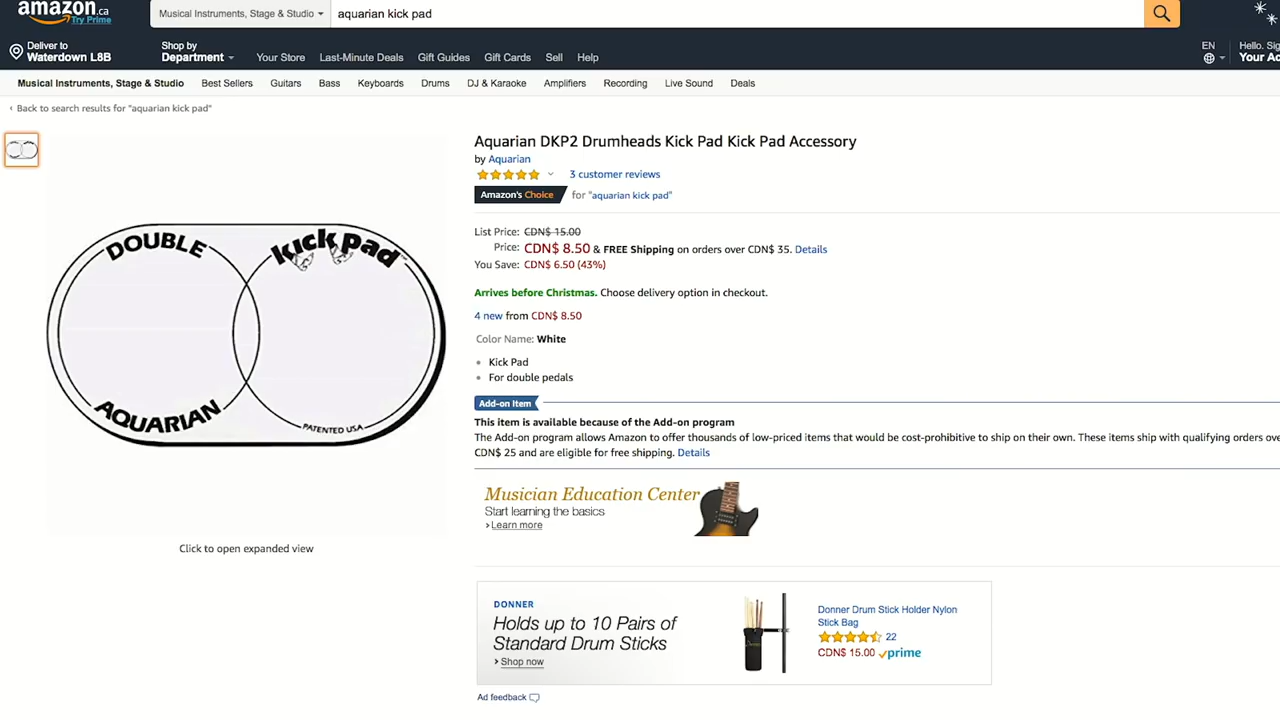 amazon.ca
Try Prime
Musical Instruments, Stage & Studio
aquarian kick pad
Deliver to
Waterdown L8B
Shop by
Department
Your Store
Last-Minute Deals
Gift Guides
Gift Cards
Sell
Help
EN
Hello. Sig
Your Ac
Musical Instruments, Stage & Studio
Best Sellers
Guitars
Bass
Keyboards
Drums
DJ & Karaoke
Amplifiers
Recording
Live Sound
Deals
‹ Back to search results for "aquarian kick pad"
DOUBLE
kick pad
AQUARIAN
PATENTED USA
Click to open expanded view
Aquarian DKP2 Drumheads Kick Pad Kick Pad Accessory
by Aquarian
3 customer reviews
Amazon's Choice for "aquarian kick pad"
List Price: CDN$ 15.00
Price: CDN$ 8.50 & FREE Shipping on orders over CDN$ 35. Details
You Save: CDN$ 6.50 (43%)
Arrives before Christmas. Choose delivery option in checkout.
4 new from CDN$ 8.50
Color Name: White
Kick Pad
For double pedals
Add-on Item
This item is available because of the Add-on program
The Add-on program allows Amazon to offer thousands of low-priced items that would be cost-prohibitive to ship on their own. These items ship with qualifying orders ove
CDN$ 25 and are eligible for free shipping. Details
Musician Education Center
Start learning the basics
› Learn more
DONNER
Holds up to 10 Pairs of
Standard Drum Sticks
› Shop now
Donner Drum Stick Holder Nylon
Stick Bag
22
CDN$ 15.00 prime
Ad feedback